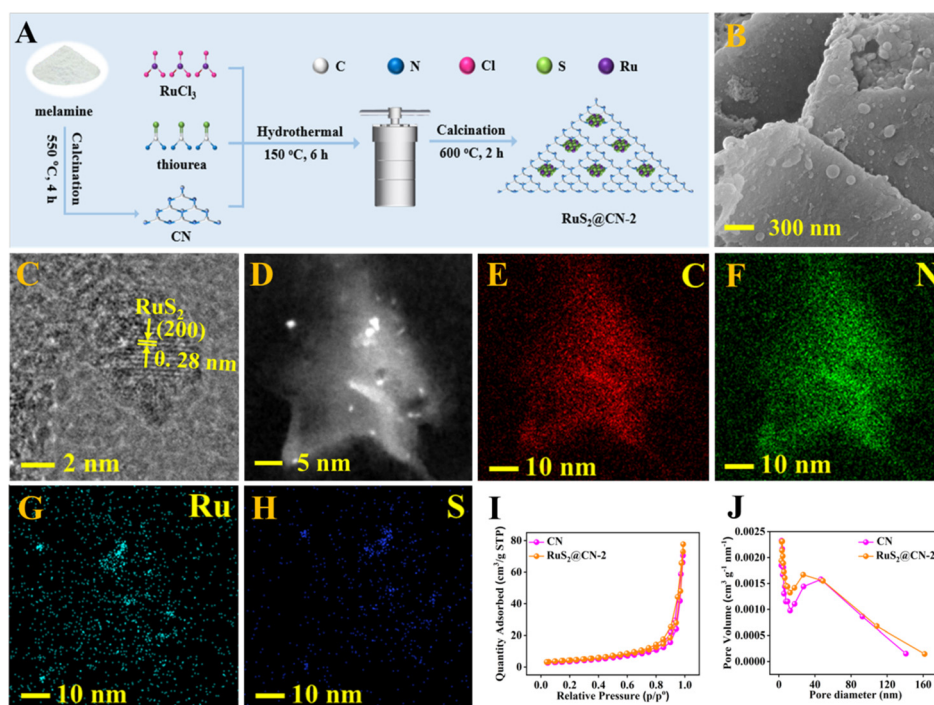 A
melamine
Calcination
550 °C, 4 h
RuCl3
thiourea
CN
C
N
Cl
S
Ru
Hydrothermal
150 °C, 6 h
Calcination
600 °C, 2 h
RuS2@CN-2
B
300 nm
C
RuS2
(200)
0. 28 nm
2 nm
D
5 nm
E
C
10 nm
F
N
10 nm
G
Ru
10 nm
H
S
10 nm
I
CN
RuS2@CN-2
Quantity Adsorbed (cm3/g STP)
80
60
40
20
0
0.0 0.2 0.4 0.6 0.8 1.0
Relative Pressure (p/p°)
J
CN
RuS2@CN-2
Pore Volume (cm3 g-1 nm-1)
0.0025
0.0020
0.0015
0.0010
0.0005
0.0000
0 40 80 120 160
Pore diameter (nm)